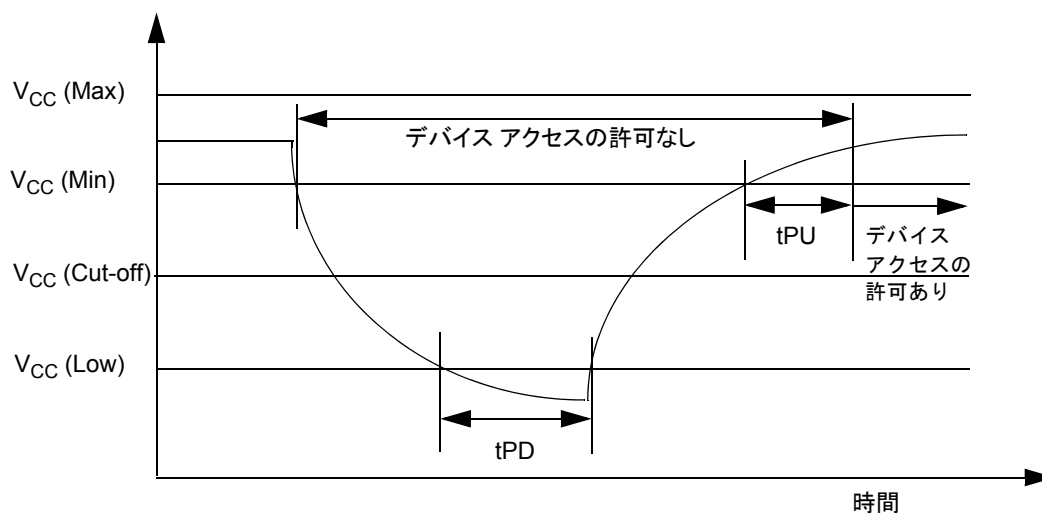 V_CC (Max)
デバイス アクセスの許可なし
V_CC (Min)
tPU
デバイス
アクセスの
許可あり
V_CC (Cut-off)
V_CC (Low)
tPD
時間